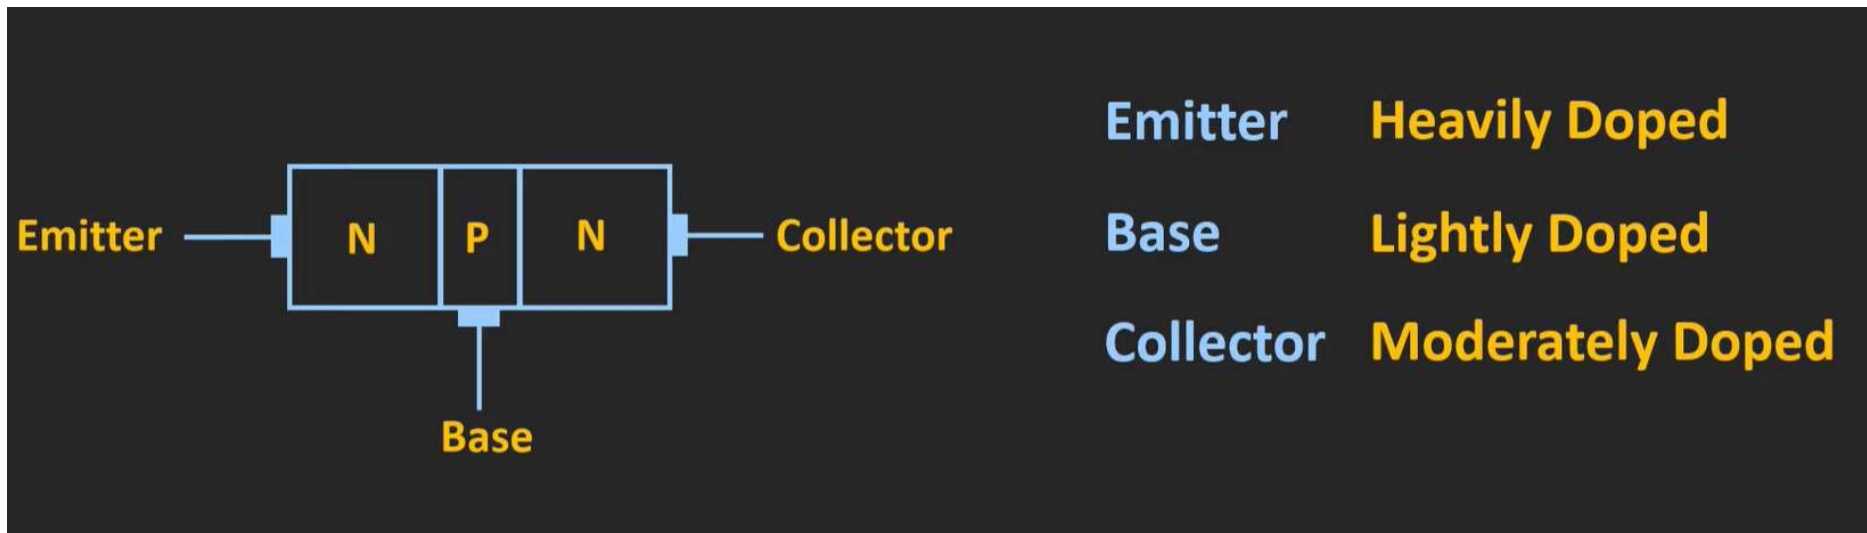 Emitter Heavily Doped
Emitter N P N Collector
Base Lightly Doped
Collector Moderately Doped
Base